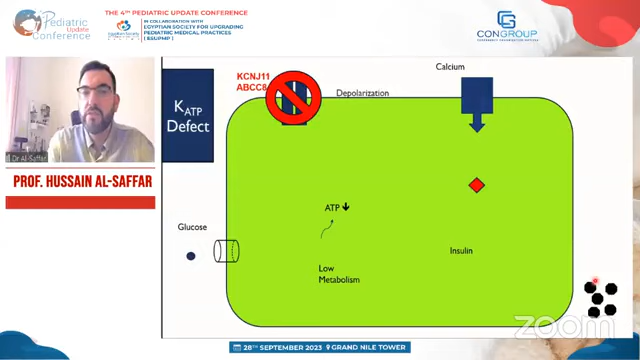 Pediatric
Update
Conference
THE 4TH PEDIATRIC UPDATE CONFERENCE
IN COLLABORATION WITH
EGYPTIAN SOCIETY FOR UPGRADING
PEDIATRIC MEDICAL PRACTICES
( ESUPMP )
Egyptian Society
CONGROUP
KCNJ11
ABCC8
Depolarization
Calcium
KATP
Defect
Dr Al-Saffar
PROF. HUSSAIN AL-SAFFAR
Glucose
ATP
Low
Metabolism
Insulin
zoom
28TH SEPTEMBER 2023 GRAND NILE TOWER